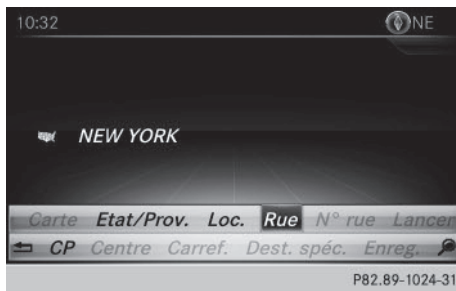 10:32 NE
NEW YORK
Carte Etat/Prov. Loc. Rue N° rue Lancer
CP Centre Carref. Dest. spéc. Enreg.
P82.89-1024-31